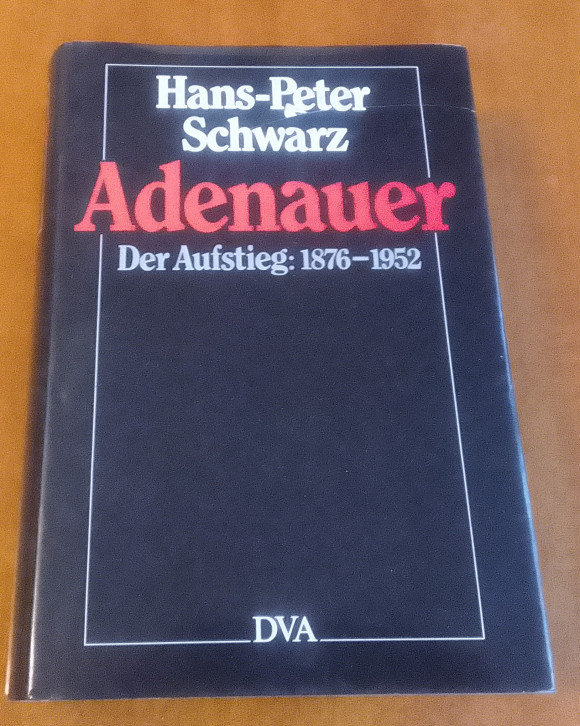 Hans-Peter
Schwarz
Adenauer
Der Aufstieg: 1876–1952
DVA